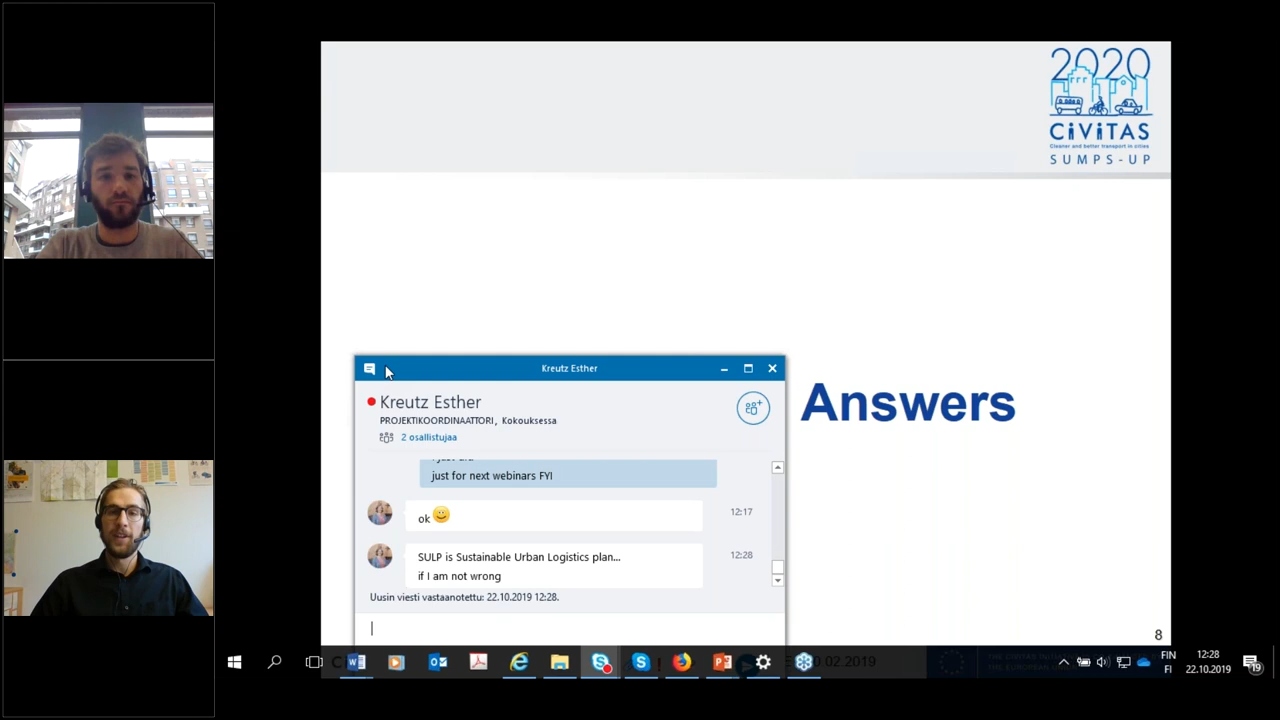 2020
CiViTAS
Cleaner and better transport in cities
SUMPS-UP
Kreutz Esther
Kreutz Esther
PROJEKTIKOORDINAATTORI, Kokouksessa
2 osallistujaa
just for next webinars FYI
ok
12:17
SULP is Sustainable Urban Logistics plan...
12:28
if I am not wrong
Uusin viesti vastaanotettu: 22.10.2019 12:28.
Answers
8
02.2019
FIN
FI
12:28
22.10.2019
19